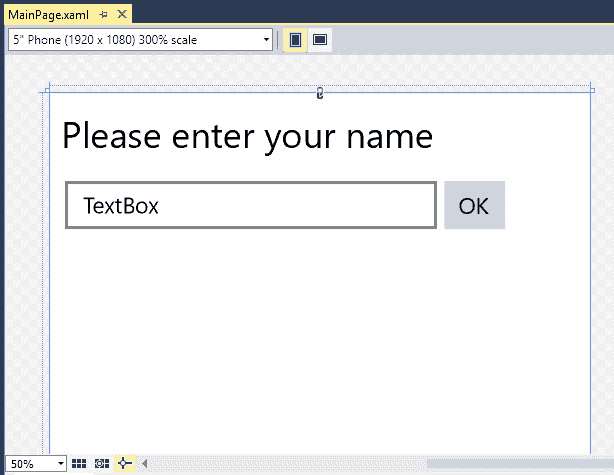 MainPage.xaml
5" Phone (1920 x 1080) 300% scale
Please enter your name
TextBox OK
50%